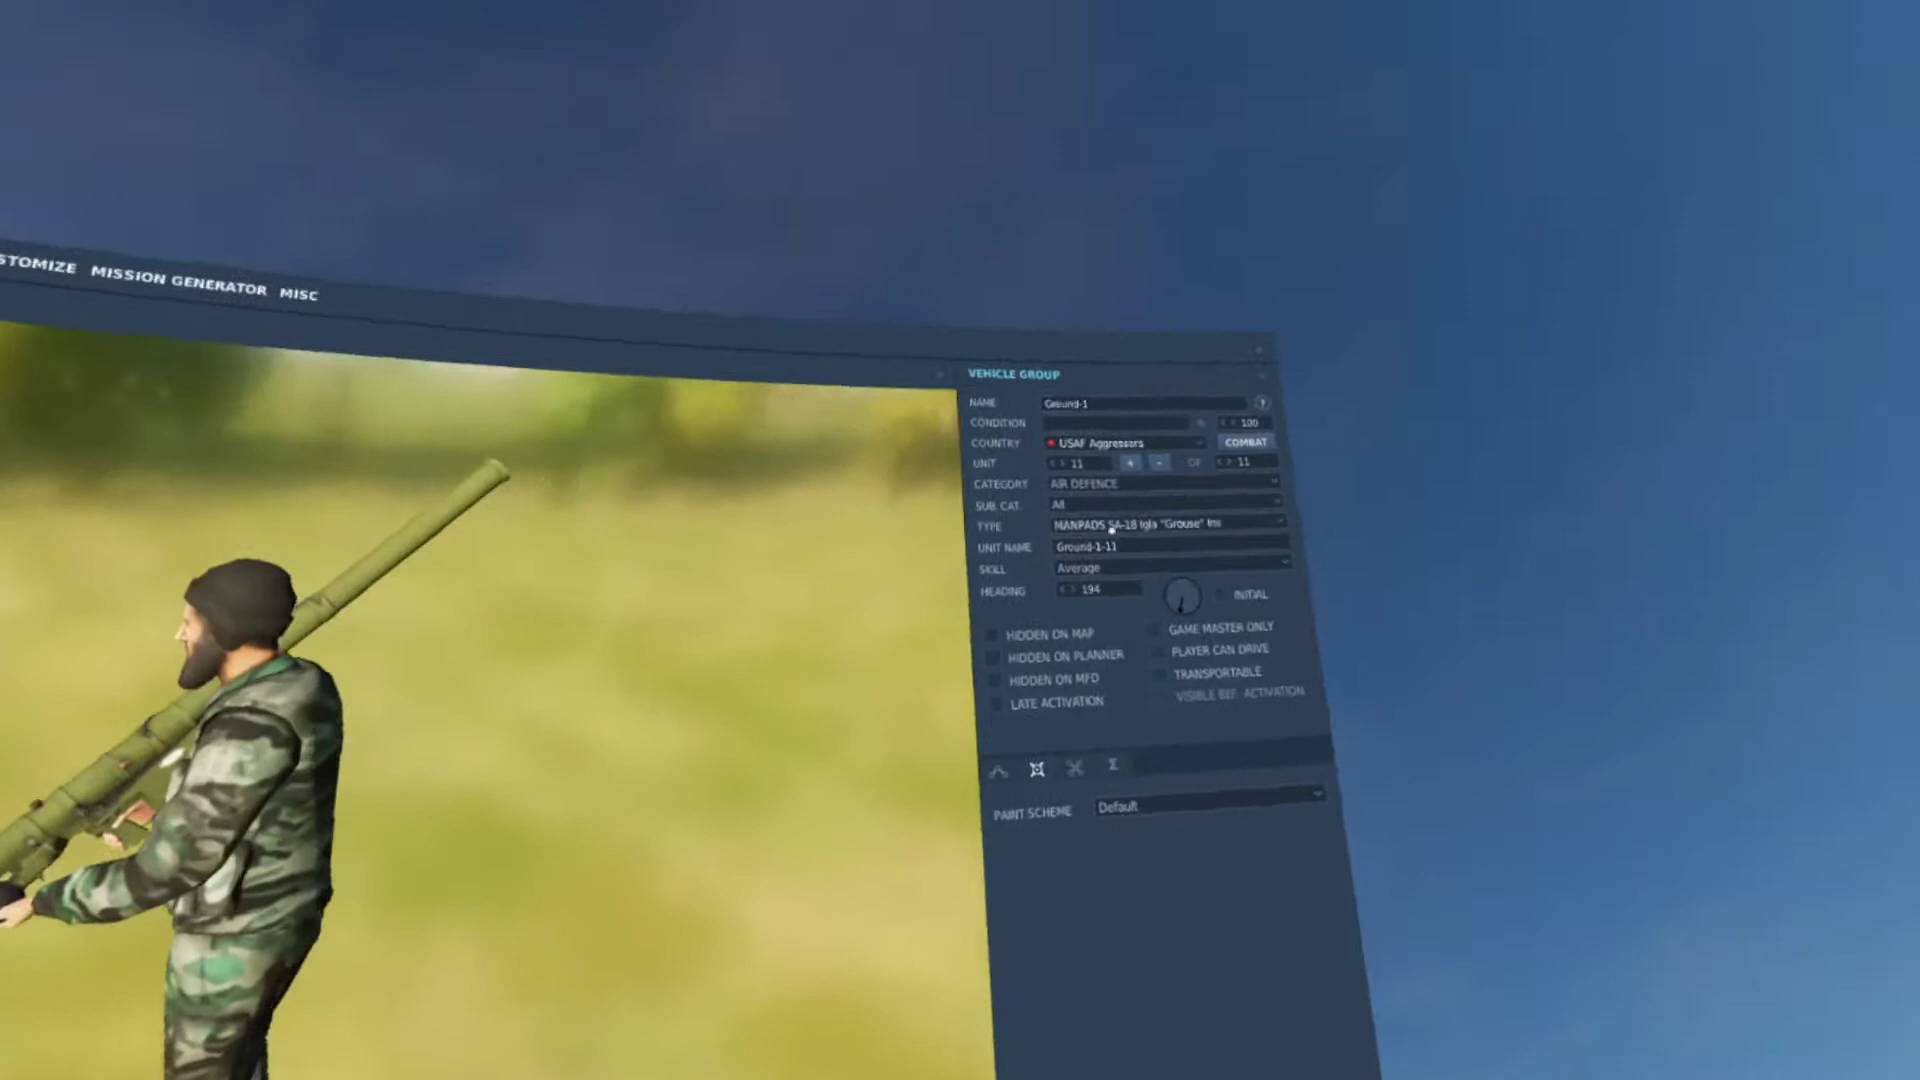 STOMIZE MISSION GENERATOR MISC
VEHICLE GROUP
NAME Ground-1 ?
CONDITION % < > 100
COUNTRY USAF Aggressors COMBAT
UNIT < > 11 + - OF < > 11
CATEGORY AIR DEFENCE
SUB. CAT. All
TYPE MANPADS SA-18 Igla "Grouse" Ins
UNIT NAME Ground-1-11
SKILL Average
HEADING < > 194 INITIAL
HIDDEN ON MAP GAME MASTER ONLY
HIDDEN ON PLANNER PLAYER CAN DRIVE
HIDDEN ON MFD TRANSPORTABLE
LATE ACTIVATION VISIBLE BEF. ACTIVATION
Σ
PAINT SCHEME Default